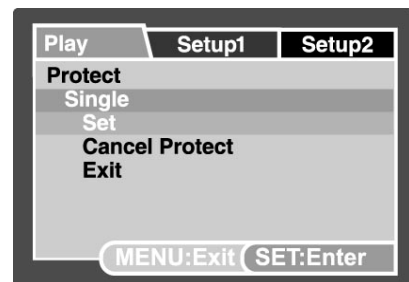 Play Setup1 Setup2
Protect
Single
Set
Cancel Protect
Exit
MENU:Exit SET:Enter